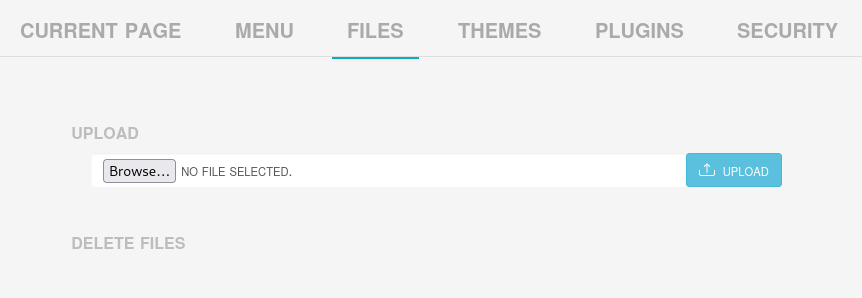 CURRENT PAGE MENU FILES THEMES PLUGINS SECURITY
UPLOAD
Browse... NO FILE SELECTED. UPLOAD
DELETE FILES